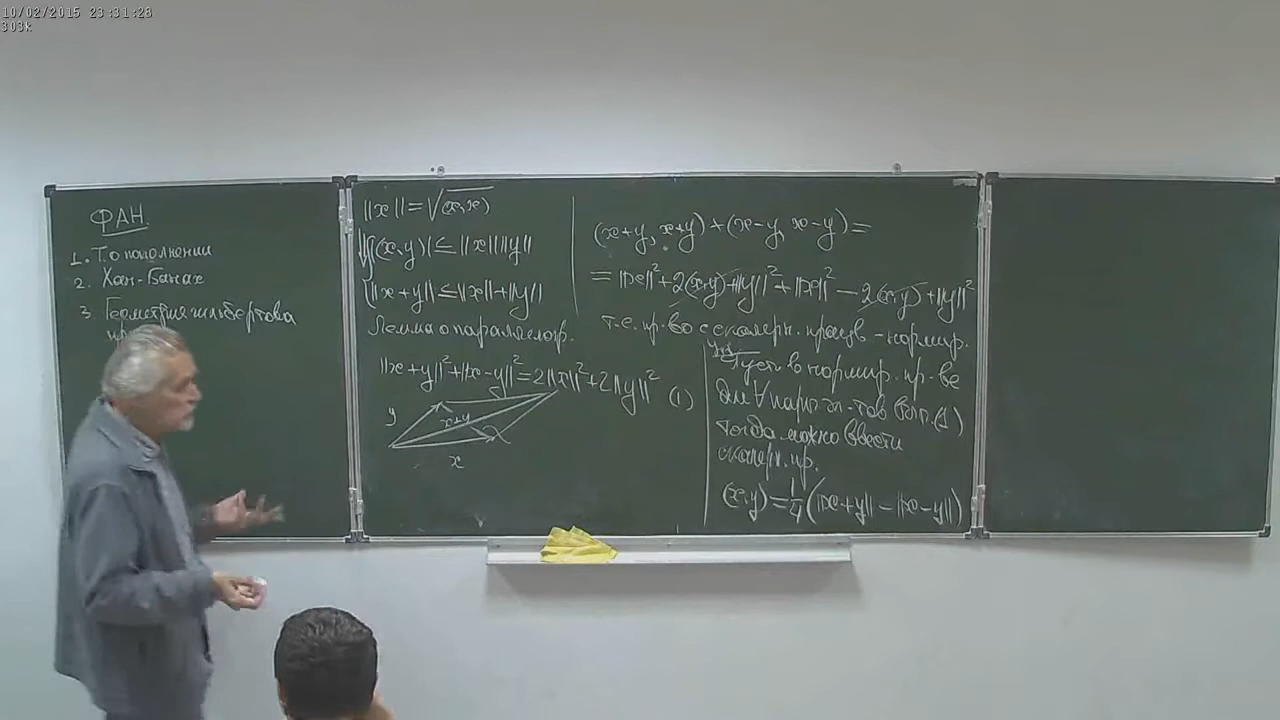 10/02/2015 23:31:28
303k
ФАН.
1. Т. о пополнении
2. Хан-Банах
3. Геометрия гильбертова
пр
||x|| = √(x,x)
|(x,y)| ≤ ||x|| ||y||
||x+y|| ≤ ||x|| + ||y||
Лемма о параллелогр.
||x+y||² + ||x-y||² = 2||x||² + 2||y||² (1)
y
x+y
x
(x+y, x+y) + (x-y, x-y) =
= ||x||² + 2(x,y) + ||y||² + ||x||² - 2(x,y) + ||y||²
т.е. пр-во с скалярн. произв - нормир.
Пусть в нормир. пр-ве
для ∀ пары эл-тов вып. (1)
тогда можно ввести
скалярн. пр.
(x,y) = 1/4 (||x+y|| - ||x-y||)